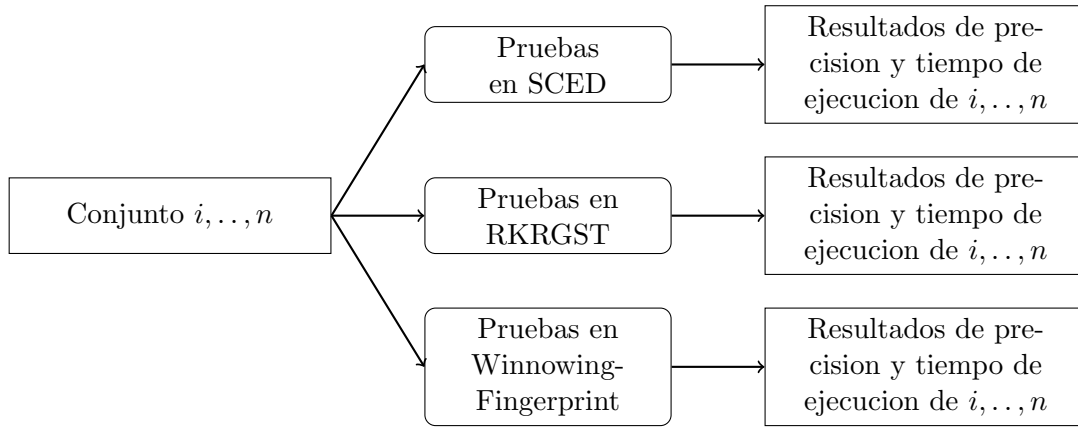 Conjunto i, . . , n
Pruebas
en SCED
Resultados de pre-
cision y tiempo de
ejecucion de i, . . , n
Pruebas en
RKRGST
Resultados de pre-
cision y tiempo de
ejecucion de i, . . , n
Pruebas en
Winnowing-
Fingerprint
Resultados de pre-
cision y tiempo de
ejecucion de i, . . , n